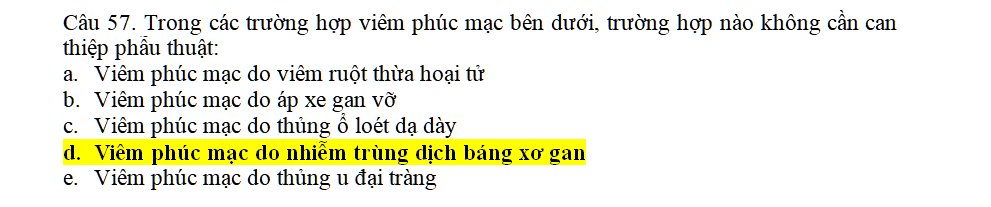 Câu 57. Trong các trường hợp viêm phúc mạc bên dưới, trường hợp nào không cần can
thiệp phẫu thuật:
a. Viêm phúc mạc do viêm ruột thừa hoại tử
b. Viêm phúc mạc do áp xe gan vỡ
c. Viêm phúc mạc do thủng ổ loét dạ dày
d. Viêm phúc mạc do nhiễm trùng dịch báng xơ gan
e. Viêm phúc mạc do thủng u đại tràng